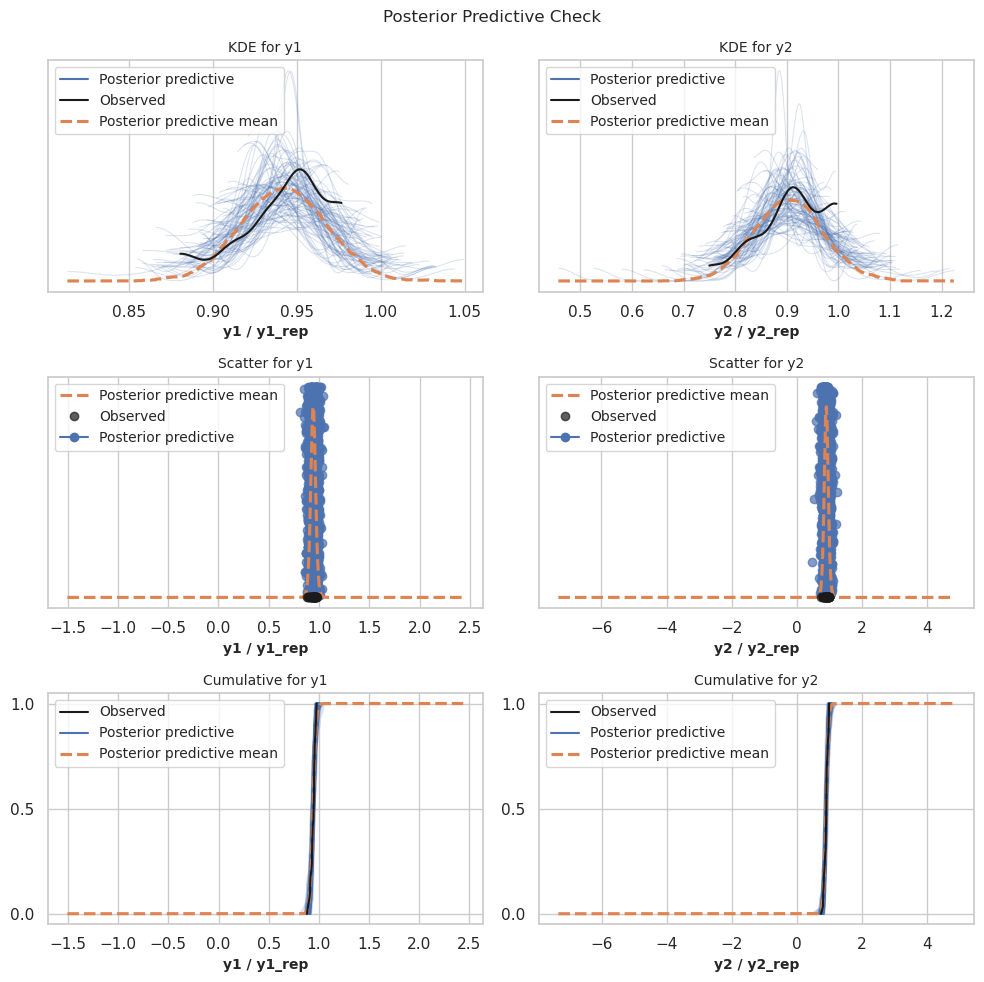 Posterior Predictive Check
KDE for y1
Posterior predictive
Observed
Posterior predictive mean
0.85 0.90 0.95 1.00 1.05
y1 / y1_rep
KDE for y2
Posterior predictive
Observed
Posterior predictive mean
0.5 0.6 0.7 0.8 0.9 1.0 1.1 1.2
y2 / y2_rep
Scatter for y1
Posterior predictive mean
Observed
Posterior predictive
−1.5 −1.0 −0.5 0.0 0.5 1.0 1.5 2.0 2.5
y1 / y1_rep
Scatter for y2
Posterior predictive mean
Observed
Posterior predictive
−6 −4 −2 0 2 4
y2 / y2_rep
Cumulative for y1
Observed
Posterior predictive
Posterior predictive mean
1.0
0.5
0.0
−1.5 −1.0 −0.5 0.0 0.5 1.0 1.5 2.0 2.5
y1 / y1_rep
Cumulative for y2
Observed
Posterior predictive
Posterior predictive mean
1.0
0.5
0.0
−6 −4 −2 0 2 4
y2 / y2_rep